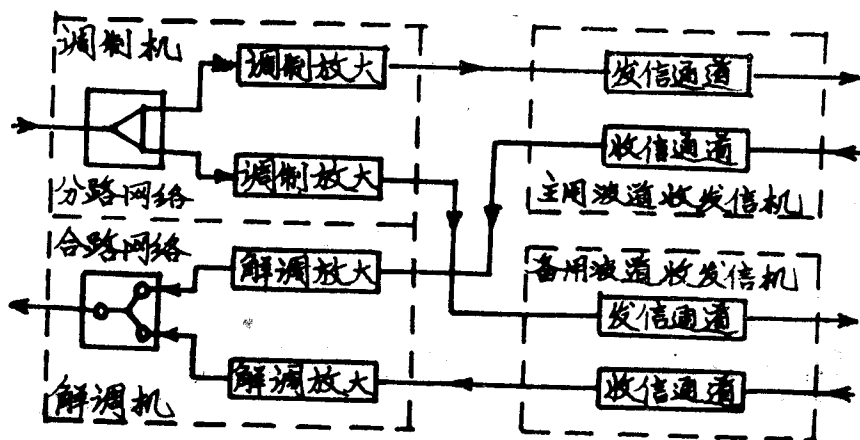 调制机
调制放大
发信通道
收信通道
调制放大
分路网络
主用波道收发信机
合路网络
解调放大
备用波道收发信机
发信通道
解调放大
收信通道
解调机